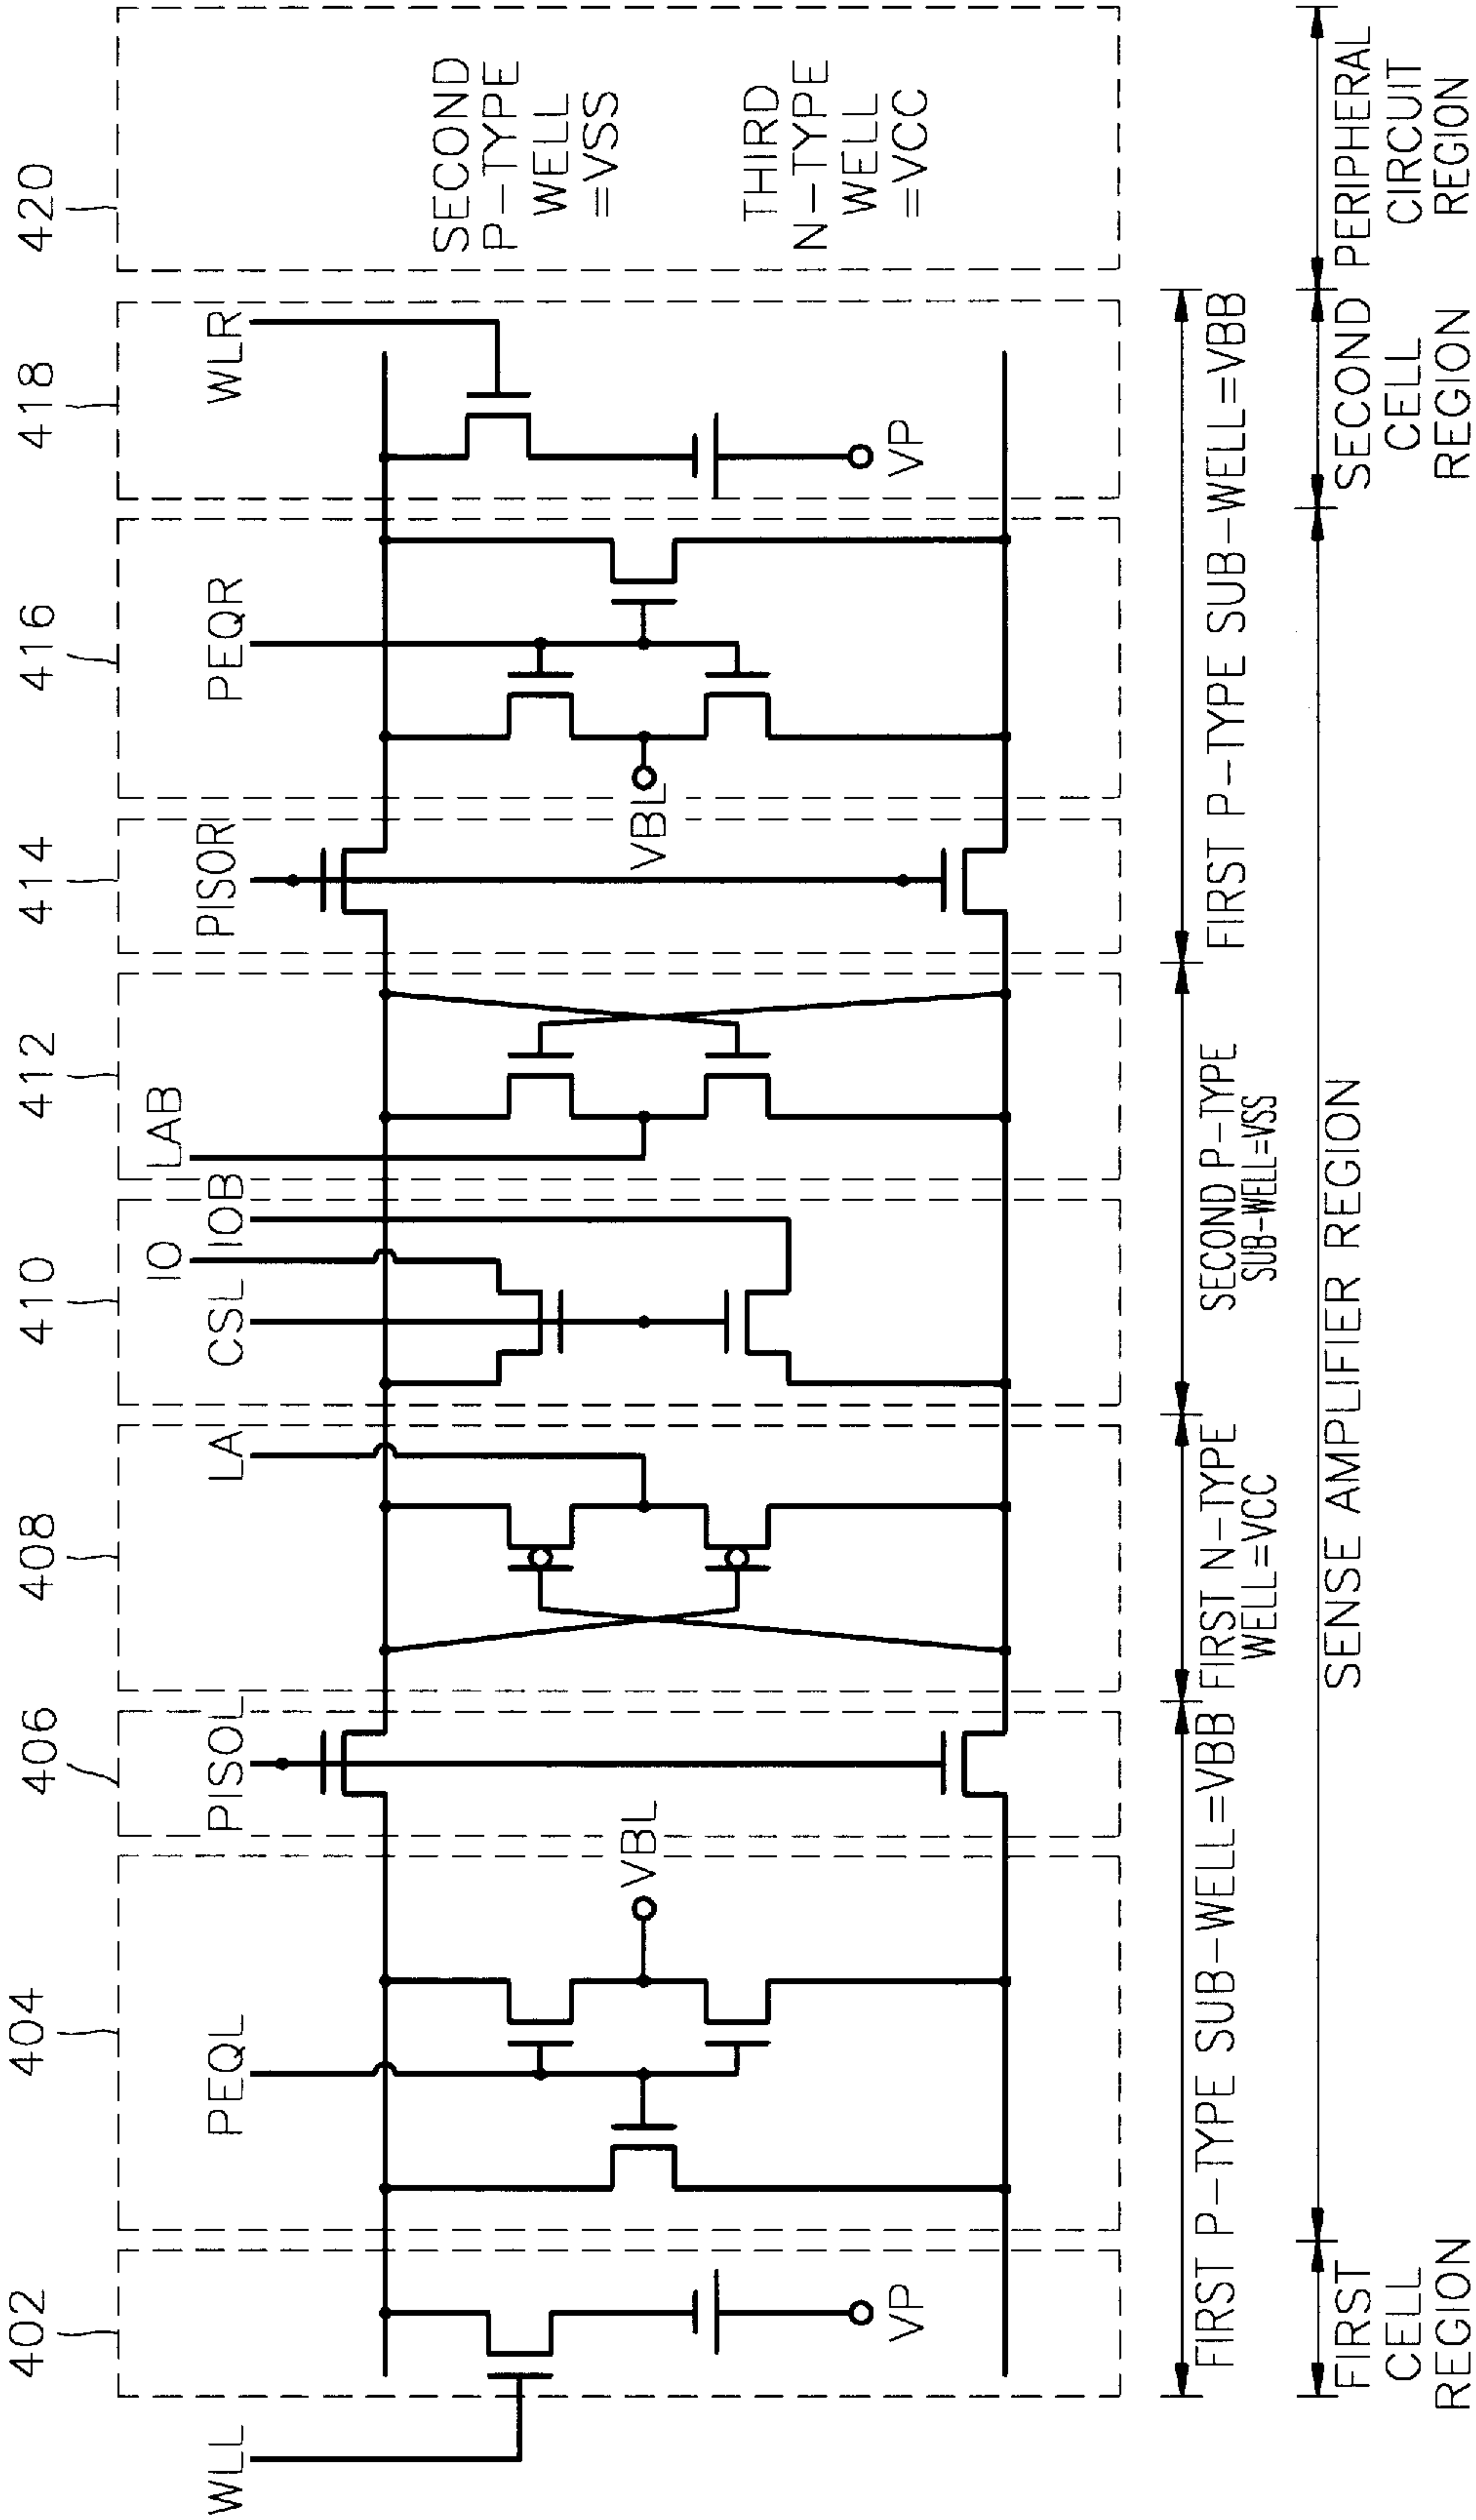 402
404
406
408
410
412
414
416
418
420
LAB
IO
PISOR
WLL
PEQL
PISOL
LA
CSL
IOB
PEQR
WLR
VBL
VBL
VP
VP
SECOND
P-TYPE
WELL
=VSS
THIRD
N-TYPE
WELL
=VCC
FIRST P-TYPE SUB-WELL=VBB
FIRST N-TYPE
WELL=VCC
SECOND P-TYPE
SUB-WELL=VSS
FIRST P-TYPE SUB-WELL=VBB
FIRST
CELL
REGION
SENSE AMPLIFIER REGION
SECOND
CELL
REGION
PERIPHERAL
CIRCUIT
REGION